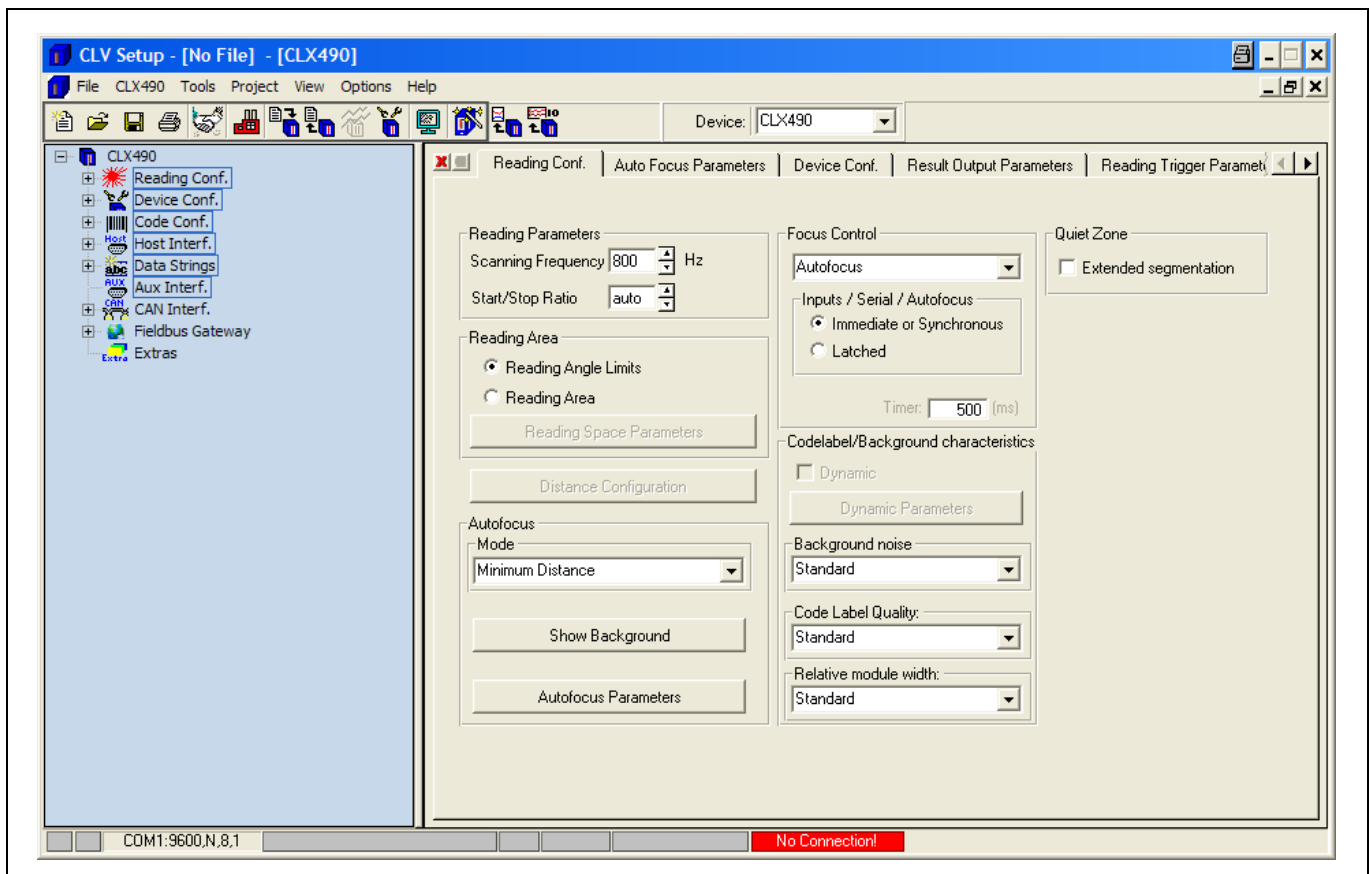 CLV Setup - [No File] - [CLX490]
File CLX490 Tools Project View Options Help
Device: CLX490
CLX490
Reading Conf.
Device Conf.
Code Conf.
Host Host Interf.
abc Data Strings
AUX Aux Interf.
CAN CAN Interf.
Fieldbus Gateway
Extra Extras
Reading Conf. Auto Focus Parameters Device Conf. Result Output Parameters Reading Trigger Paramet
Reading Parameters
Scanning Frequency 800 Hz
Start/Stop Ratio auto
Reading Area
Reading Angle Limits
Reading Area
Reading Space Parameters
Distance Configuration
Autofocus
Mode
Minimum Distance
Show Background
Autofocus Parameters
Focus Control
Autofocus
Inputs / Serial / Autofocus
Immediate or Synchronous
Latched
Timer: 500 (ms)
Codelabel/Background characteristics
Dynamic
Dynamic Parameters
Background noise
Standard
Code Label Quality:
Standard
Relative module width:
Standard
Quiet Zone
Extended segmentation
COM1:9600,N,8,1
No Connection!